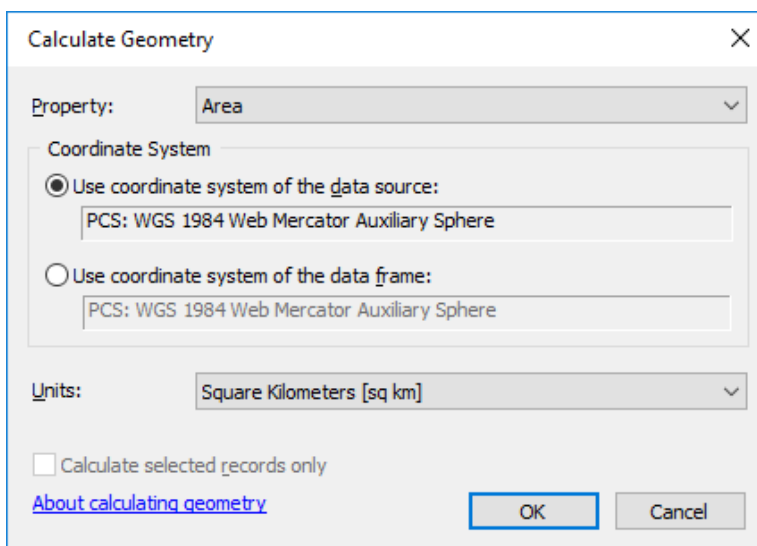 Calculate Geometry
Property:
Area
Coordinate System
Use coordinate system of the data source:
PCS: WGS 1984 Web Mercator Auxiliary Sphere
Use coordinate system of the data frame:
PCS: WGS 1984 Web Mercator Auxiliary Sphere
Units:
Square Kilometers [sq km]
Calculate selected records only
About calculating geometry
OK
Cancel